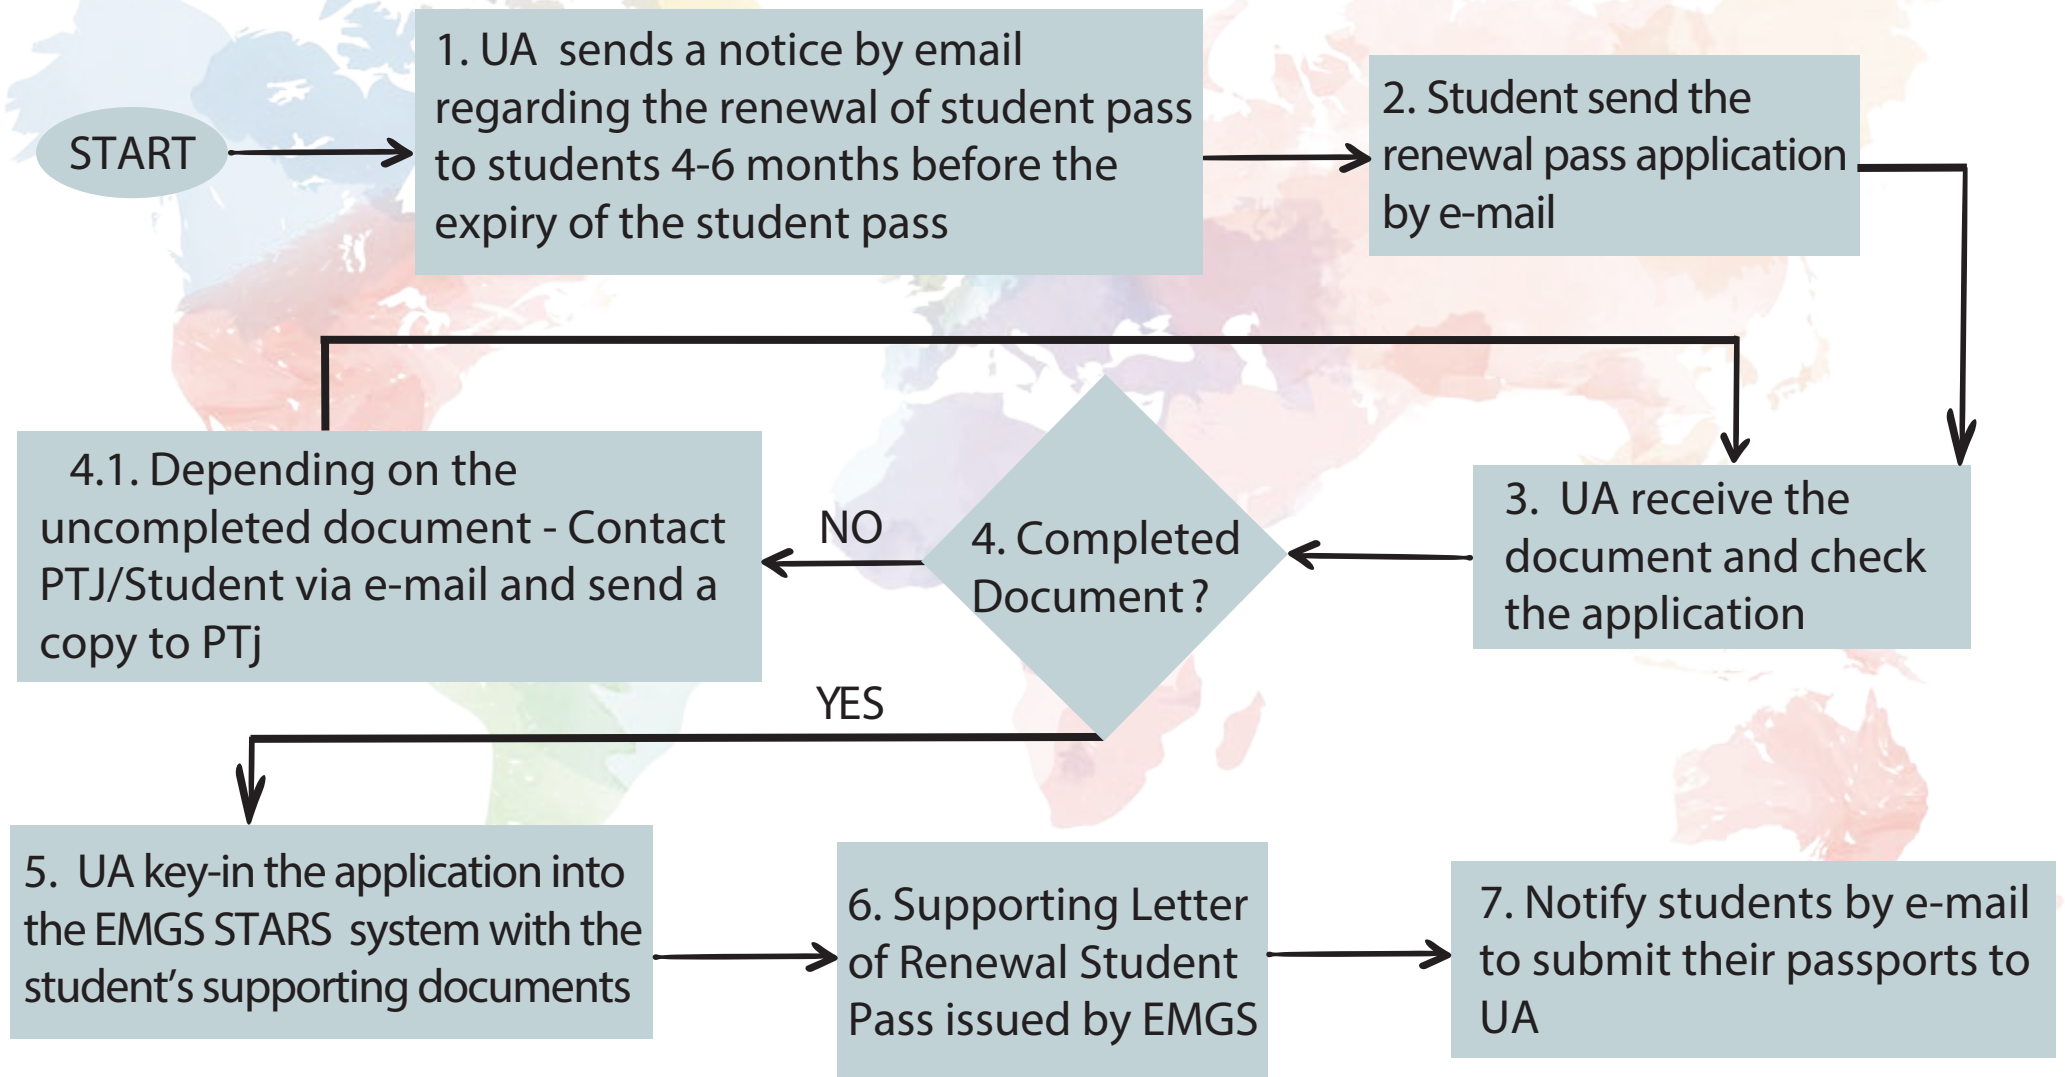 START
1. UA sends a notice by email
regarding the renewal of student pass
to students 4-6 months before the
expiry of the student pass
2. Student send the
renewal pass application
by e-mail
3. UA receive the
document and check
the application
4. Completed
Document ?
NO
4.1. Depending on the
uncompleted document - Contact
PTJ/Student via e-mail and send a
copy to PTj
YES
5. UA key-in the application into
the EMGS STARS system with the
student’s supporting documents
6. Supporting Letter
of Renewal Student
Pass issued by EMGS
7. Notify students by e-mail
to submit their passports to
UA